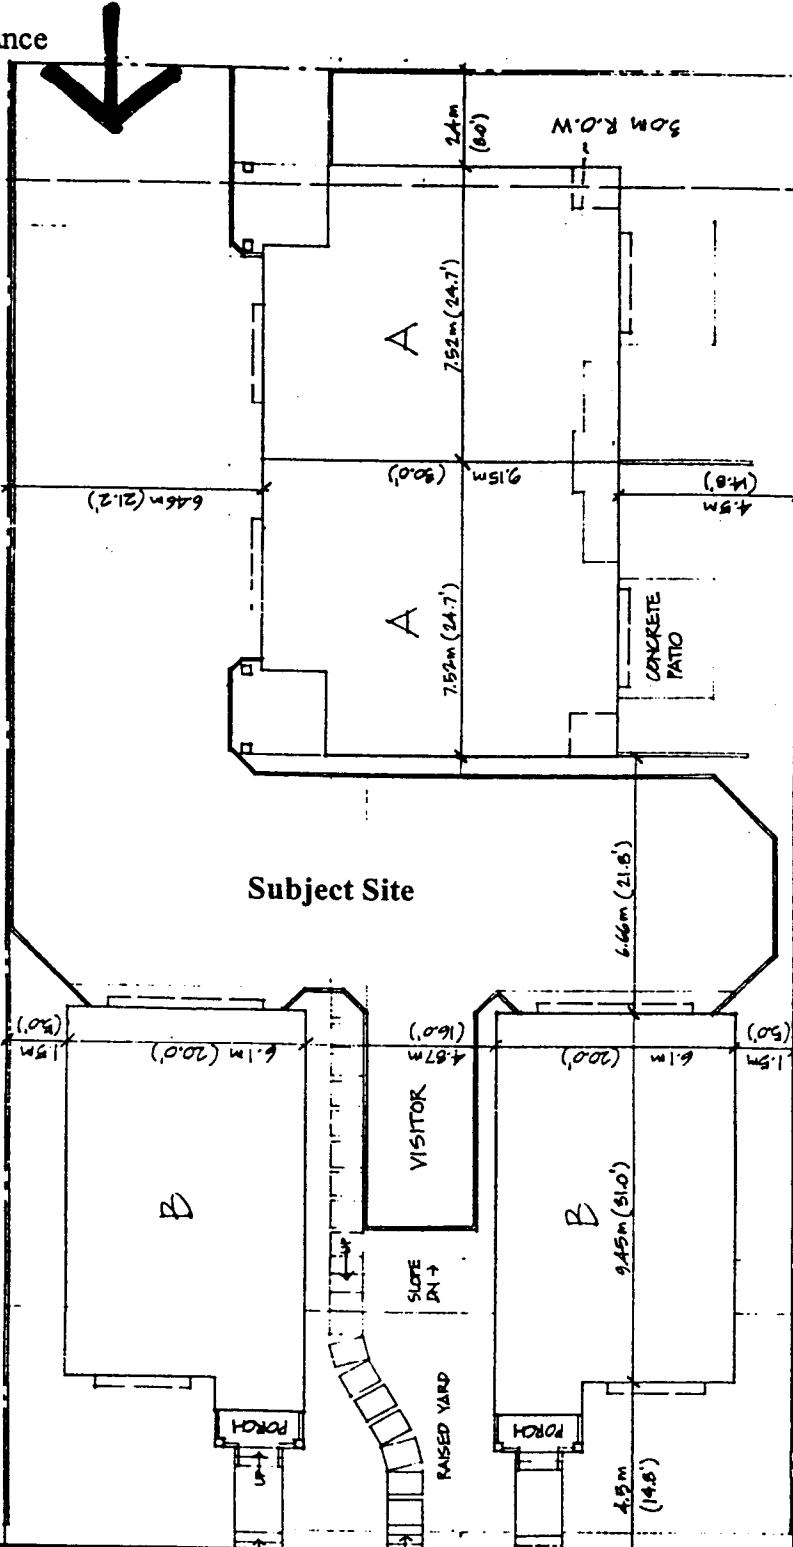 nce
2.4m
(8.0')
3.0m R.O.W
A
7.52m (24.7')
6.46m (21.2')
(30.0')
9.15m
(14.8')
4.5m
A
7.52m (24.7')
CONCRETE
PATIO
Subject Site
6.66m (21.8')
(5.0')
1.5m
6.1m (20.0')
(16.0')
4.87m
6.1m (20.0')
(5.0')
1.5m
VISITOR
B
B
9.45m (31.0')
UP
SLOPE
DN
RAISED YARD
PORCH
PORCH
UP
4.5m
(14.8')